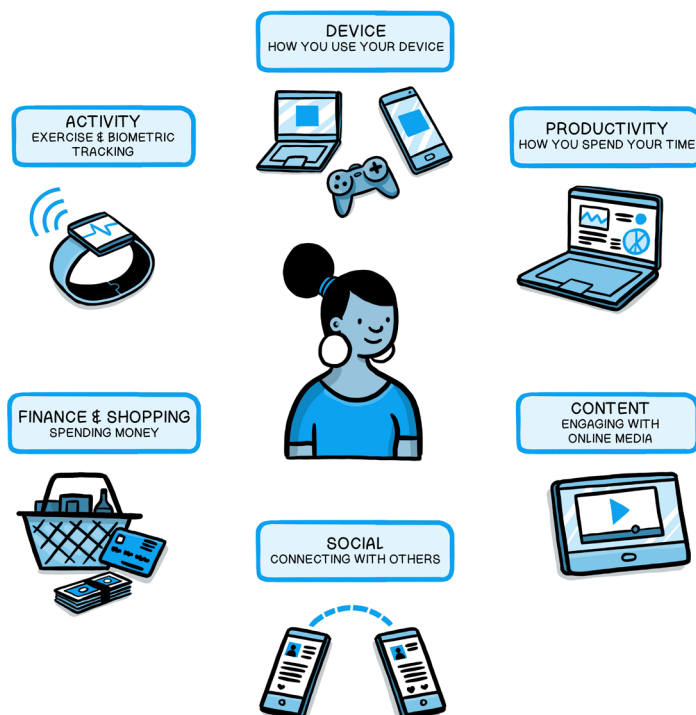 DEVICE
HOW YOU USE YOUR DEVICE
ACTIVITY
EXERCISE & BIOMETRIC
TRACKING
PRODUCTIVITY
HOW YOU SPEND YOUR TIME
FINANCE & SHOPPING
SPENDING MONEY
CONTENT
ENGAGING WITH
ONLINE MEDIA
SOCIAL
CONNECTING WITH OTHERS